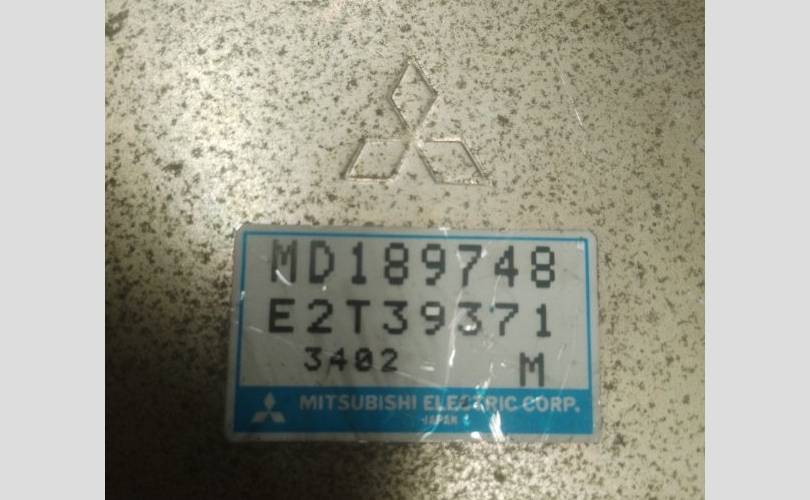 MD189748
E2T39371
3402 M
MITSUBISHI ELECTRIC CORP.
JAPAN